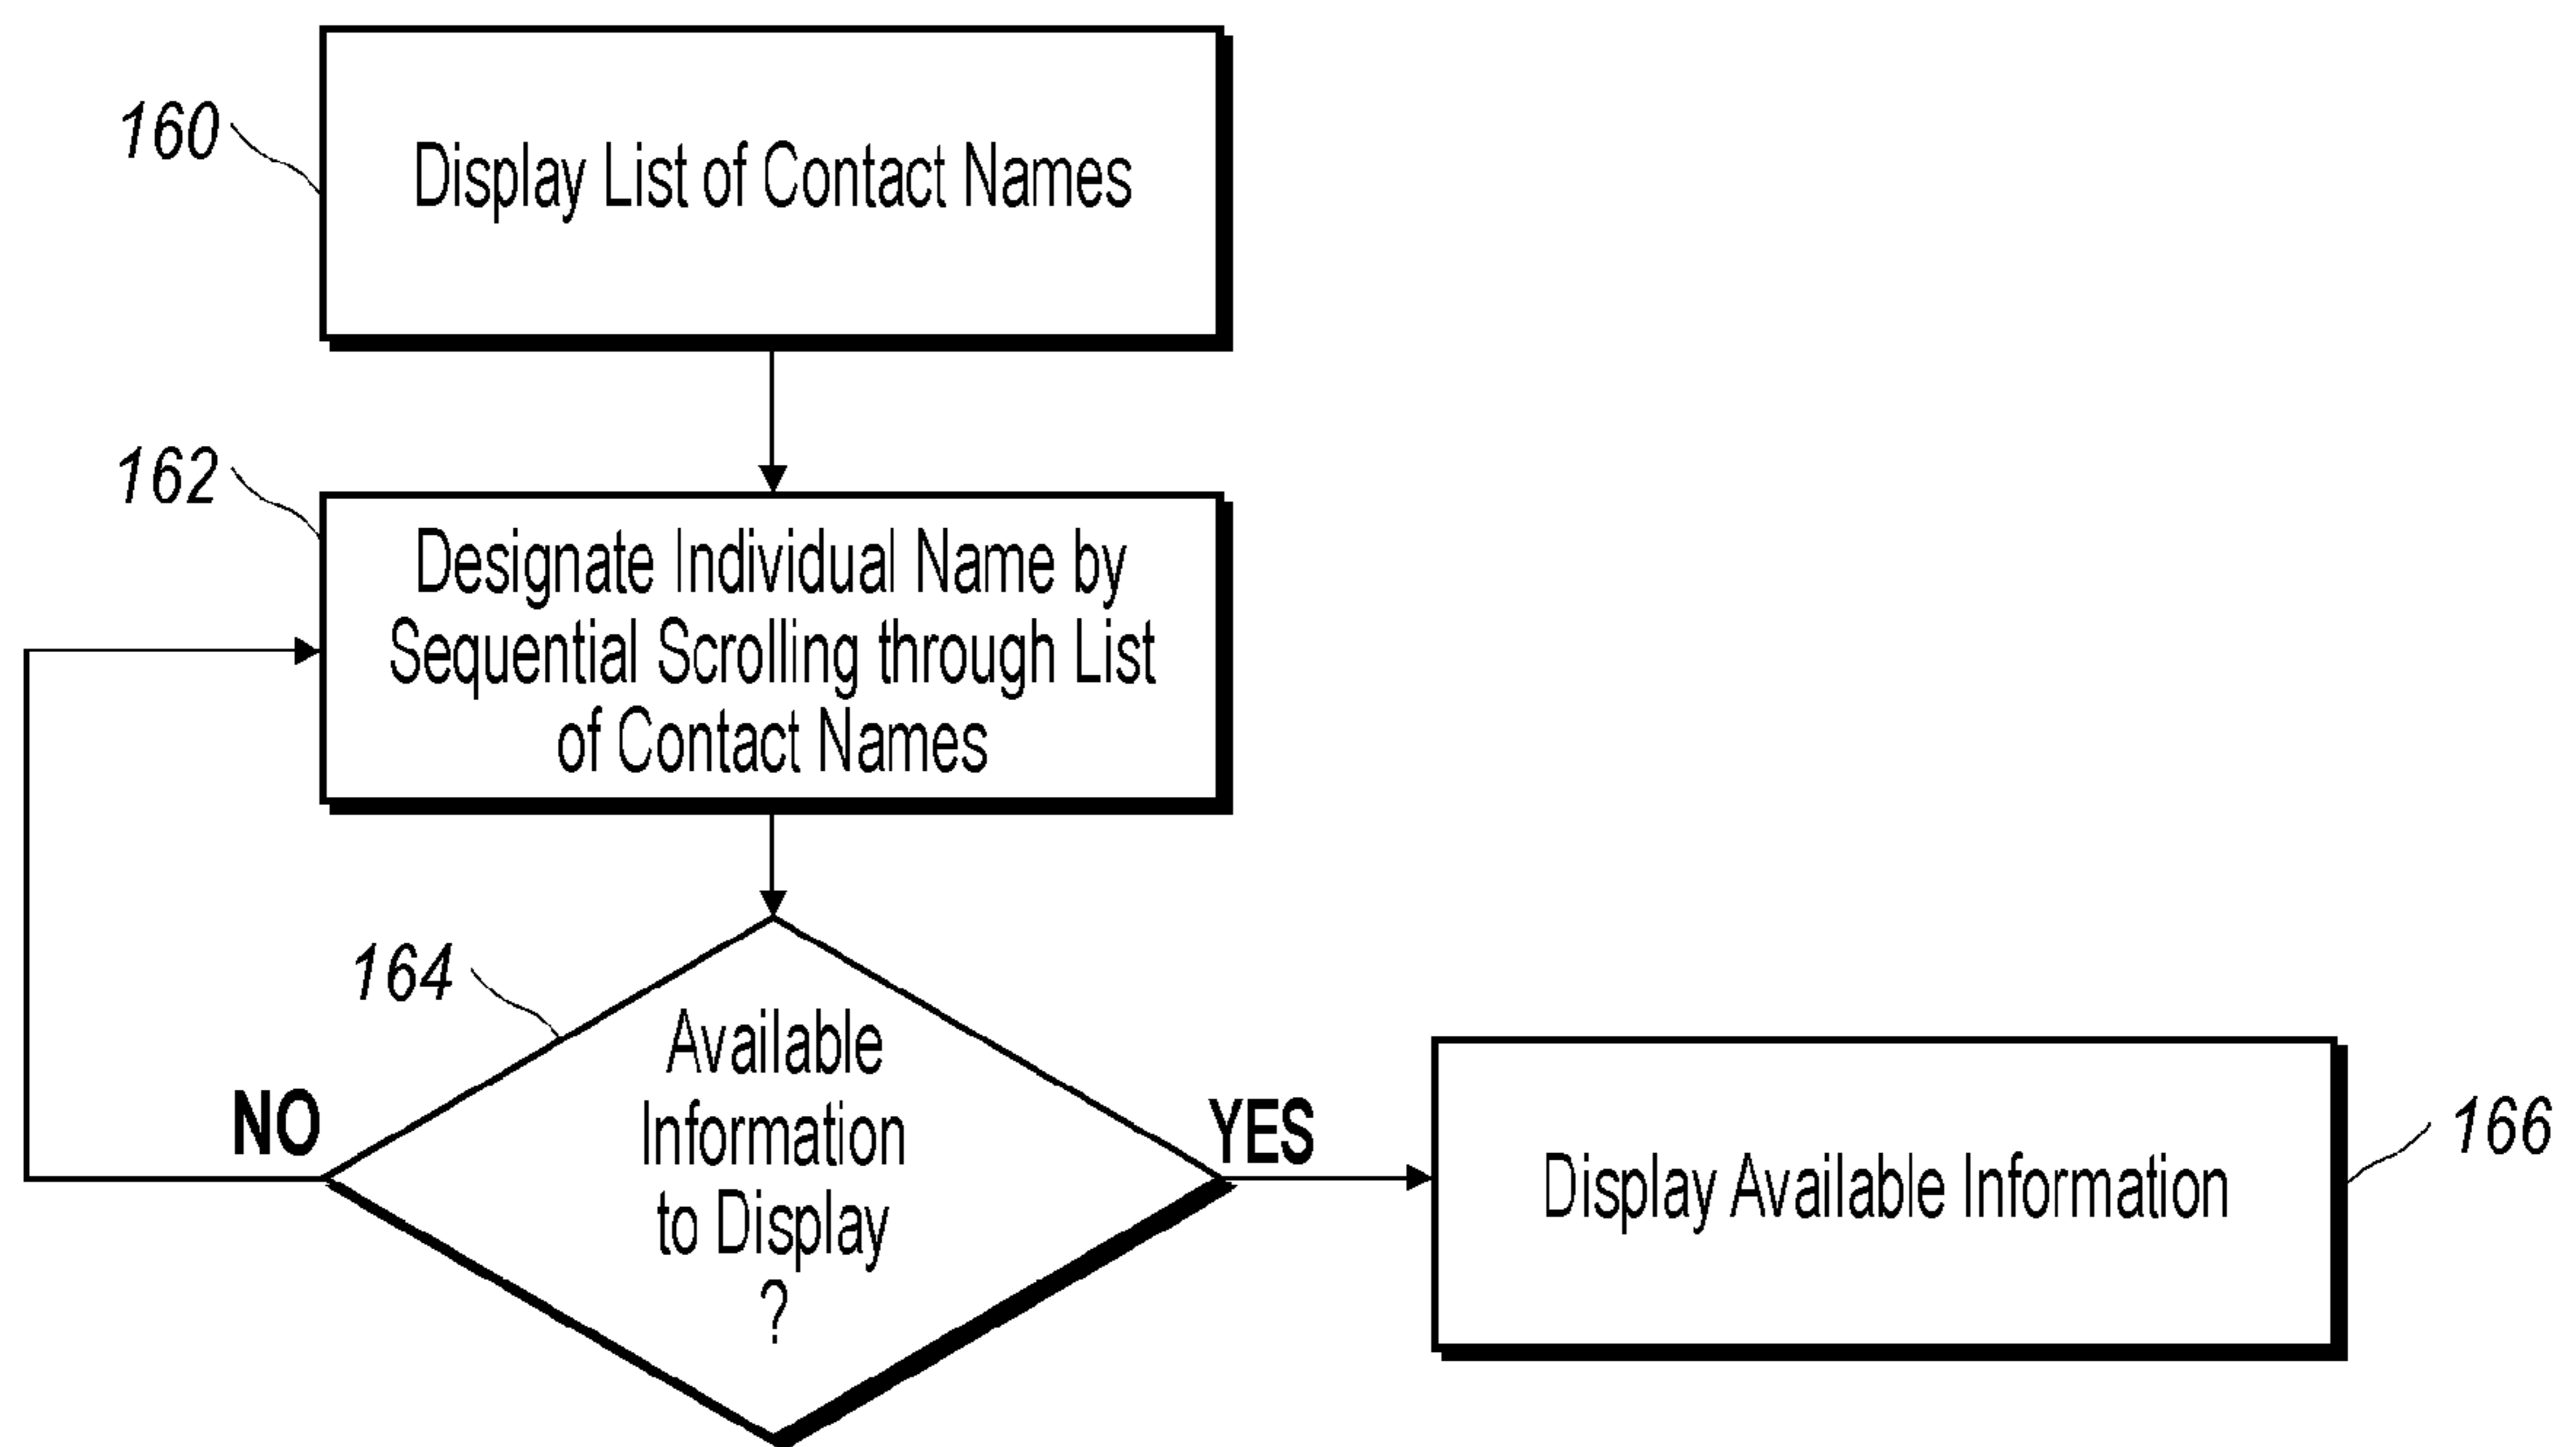 160
Display List of Contact Names
162
Designate Individual Name by
Sequential Scrolling through List
of Contact Names
164
Available
Information
to Display
?
NO
YES
Display Available Information
166